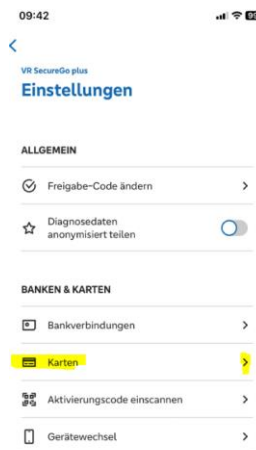 09:42
VR SecureGo plus
Einstellungen
ALLGEMEIN
Freigabe-Code ändern
Diagnosedaten
anonymisiert teilen
BANKEN & KARTEN
Bankverbindungen
Karten
Aktivierungscode einscannen
Gerätewechsel